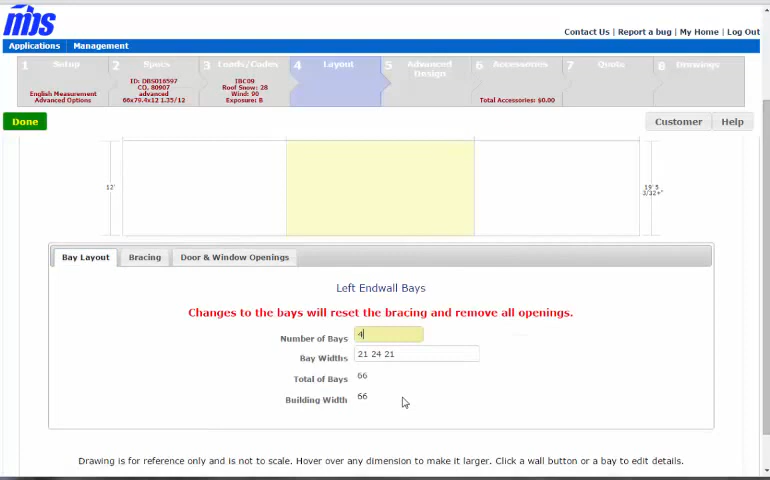 mbs
Contact Us | Report a bug | My Home | Log Out
Applications Management
1 Setup
English Measurement
Advanced Options
2 Specs
ID: DBS016597
CO, 80907
advanced
66x79.4x12 1.35/12
3 Loads/Codes
IBC09
Roof Snow: 28
Wind: 90
Exposure: B
4 Layout
5 Advanced
Design
6 Accessories
Total Accessories: $0.00
7 Quote
8 Drawings
Done Customer Help
12'
19' 5
3/32+"
Bay Layout Bracing Door & Window Openings
Left Endwall Bays
Changes to the bays will reset the bracing and remove all openings.
Number of Bays 4
Bay Widths 21 24 21
Total of Bays 66
Building Width 66
Drawing is for reference only and is not to scale. Hover over any dimension to make it larger. Click a wall button or a bay to edit details.